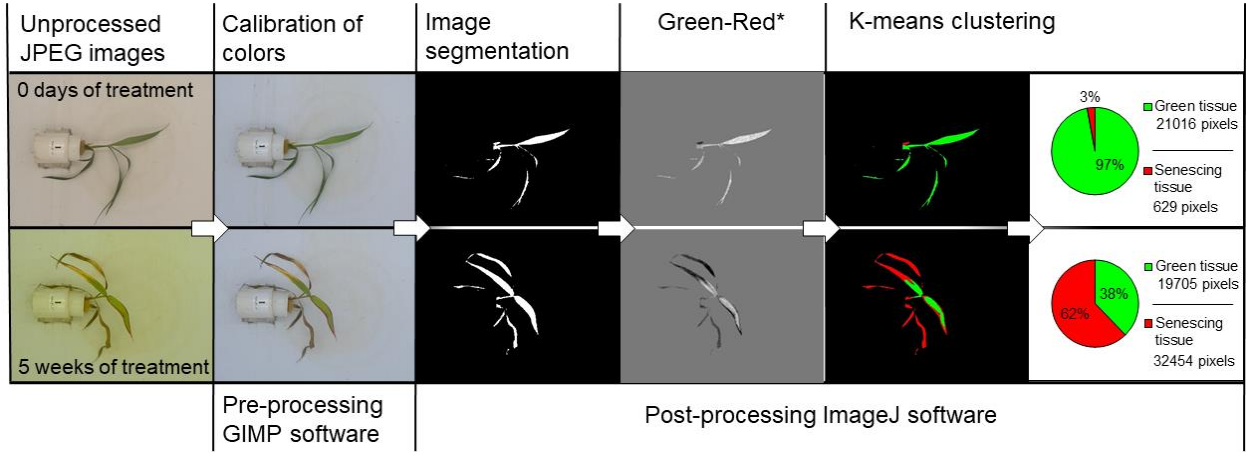 Unprocessed
JPEG images
Calibration of
colors
Image
segmentation
Green-Red*
K-means clustering
0 days of treatment
3%
97%
Green tissue
21016 pixels
Senescing
tissue
629 pixels
5 weeks of treatment
38%
62%
Green tissue
19705 pixels
Senescing
tissue
32454 pixels
Pre-processing
GIMP software
Post-processing ImageJ software